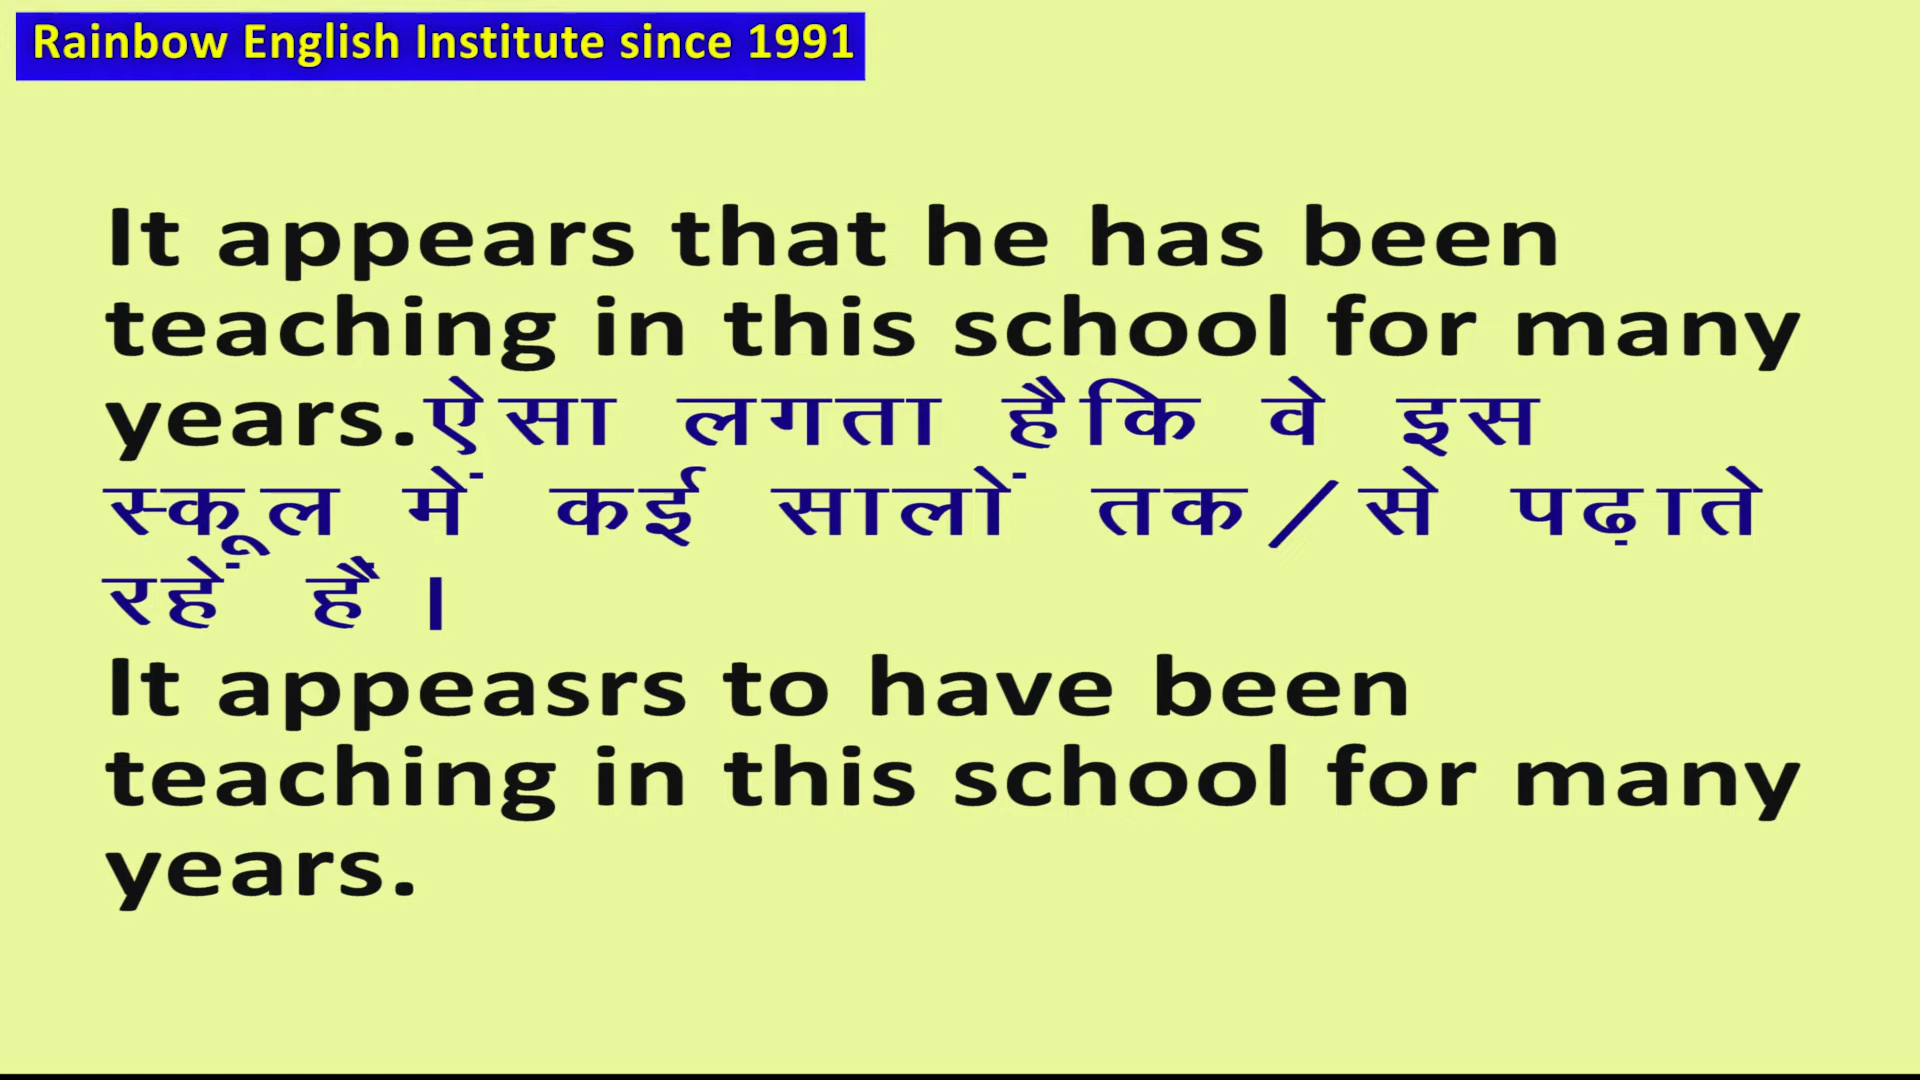 Rainbow English Institute since 1991
It appears that he has been
teaching in this school for many
years.ऐसा लगता हैकि वे इस
स्कूल में कई सालों तक/से पढ़ाते
रहें हैं।
It appeasrs to have been
teaching in this school for many
years.